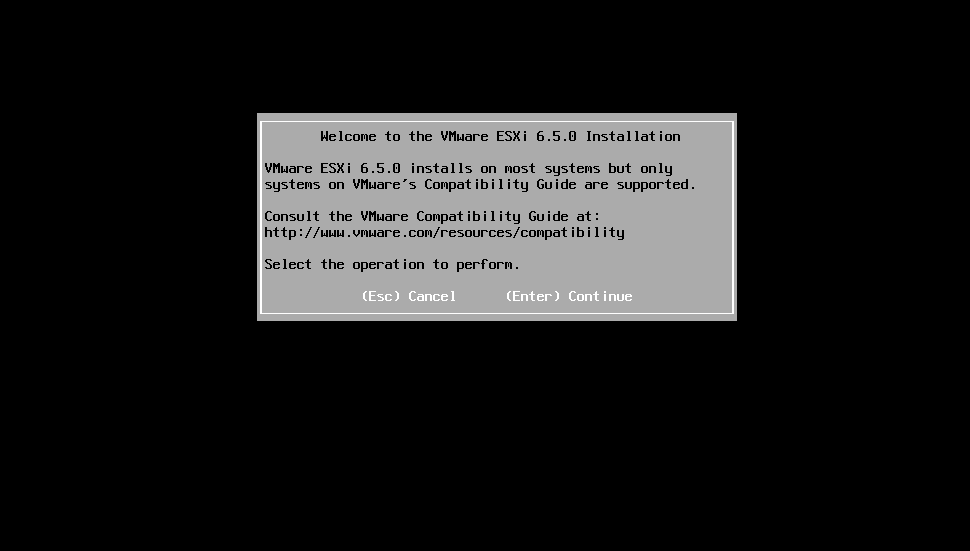 Welcome to the VMware ESXi 6.5.0 Installation
VMware ESXi 6.5.0 installs on most systems but only
systems on VMware's Compatibility Guide are supported.
Consult the VMware Compatibility Guide at:
http://www.vmware.com/resources/compatibility
Select the operation to perform.
(Esc) Cancel (Enter) Continue